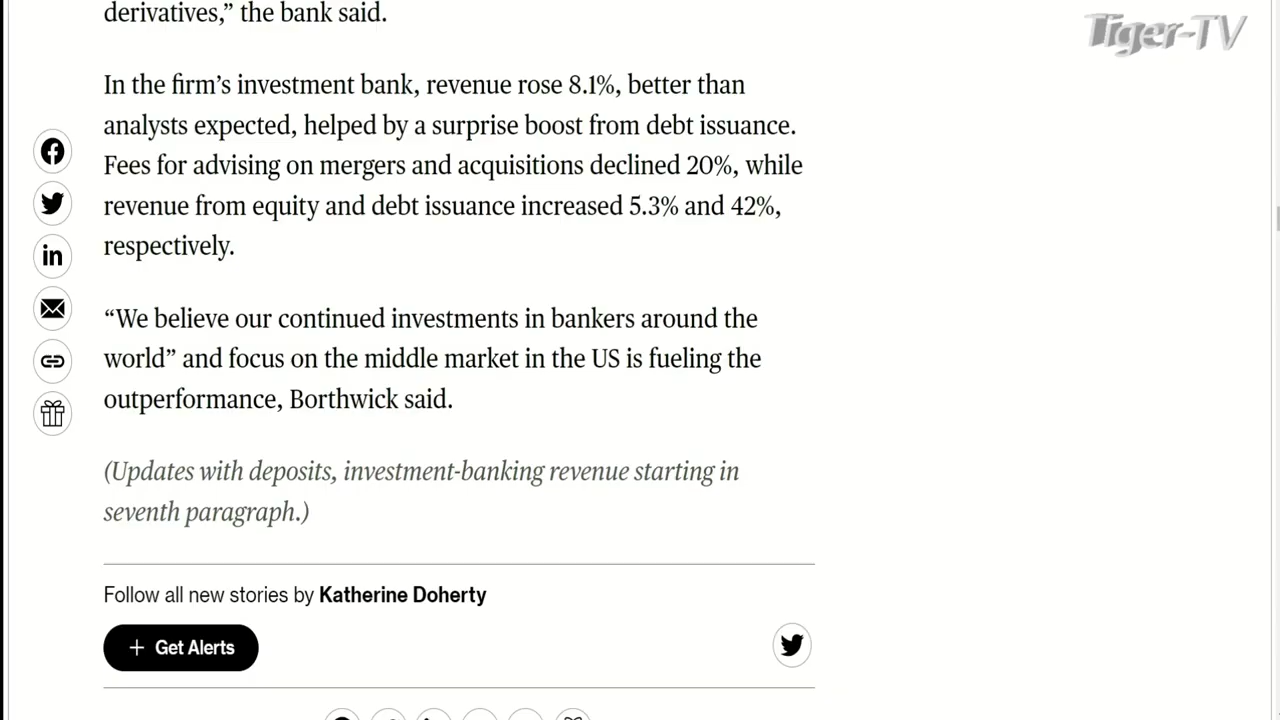 derivatives,” the bank said.
Tiger-TV
In the firm’s investment bank, revenue rose 8.1%, better than
analysts expected, helped by a surprise boost from debt issuance.
Fees for advising on mergers and acquisitions declined 20%, while
revenue from equity and debt issuance increased 5.3% and 42%,
respectively.
“We believe our continued investments in bankers around the
world” and focus on the middle market in the US is fueling the
outperformance, Borthwick said.
(Updates with deposits, investment-banking revenue starting in
seventh paragraph.)
Follow all new stories by Katherine Doherty
+ Get Alerts